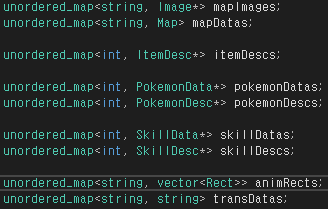 unordered_map<string, Image*> mapImages;
unordered_map<string, Map> mapDatas;
unordered_map<int, ItemDesc*> itemDescs;
unordered_map<int, PokemonData*> pokemonDatas;
unordered_map<int, PokemonDesc*> pokemonDescs;
unordered_map<int, SkillData*> skillDatas;
unordered_map<int, SkillDesc*> skillDescs;
unordered_map<string, vector<Rect>> animRects;
unordered_map<string, string> transDatas;